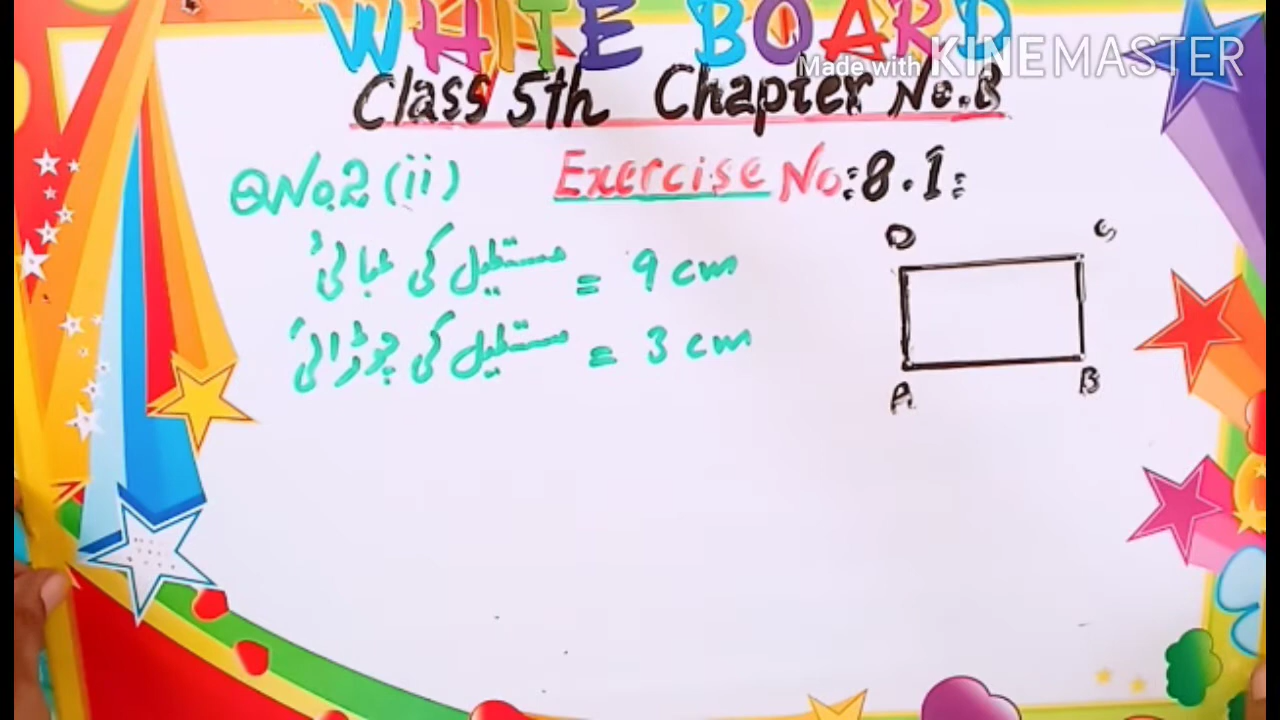 WHITE BOARD
Made with KINEMASTER
Class 5th Chapter No.8
QNo.2 (ii) Exercise No:8.1:
مستطیل کی لمبائی = 9 cm
مستطیل کی چوڑائی = 3 cm
D C
A B